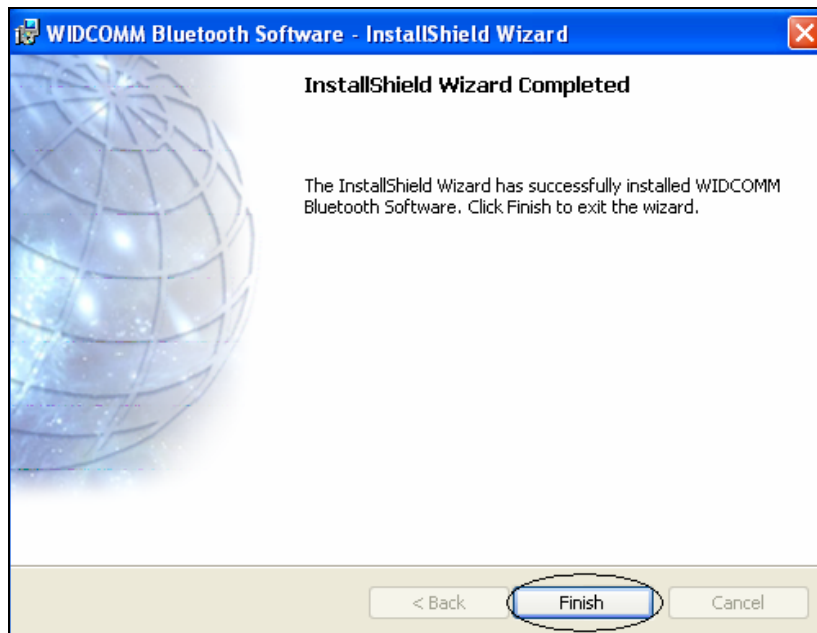 WIDCOMM Bluetooth Software - InstallShield Wizard
InstallShield Wizard Completed
The InstallShield Wizard has successfully installed WIDCOMM
Bluetooth Software. Click Finish to exit the wizard.
< Back Finish Cancel